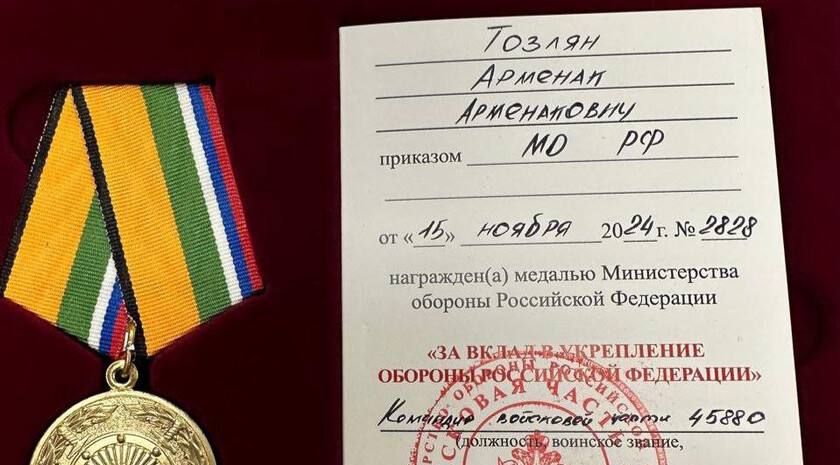 Тозлян
Арменак
Арменаковну
приказом МО РФ
от «15» ноября 2024 г. № 2828
награжден(а) медалью Министерства
обороны Российской Федерации
«ЗА ВКЛАД В УКРЕПЛЕНИЕ
ОБОРОНЫ РОССИЙСКОЙ ФЕДЕРАЦИИ»
Командир войсковой части 45880
(должность, воинское звание,